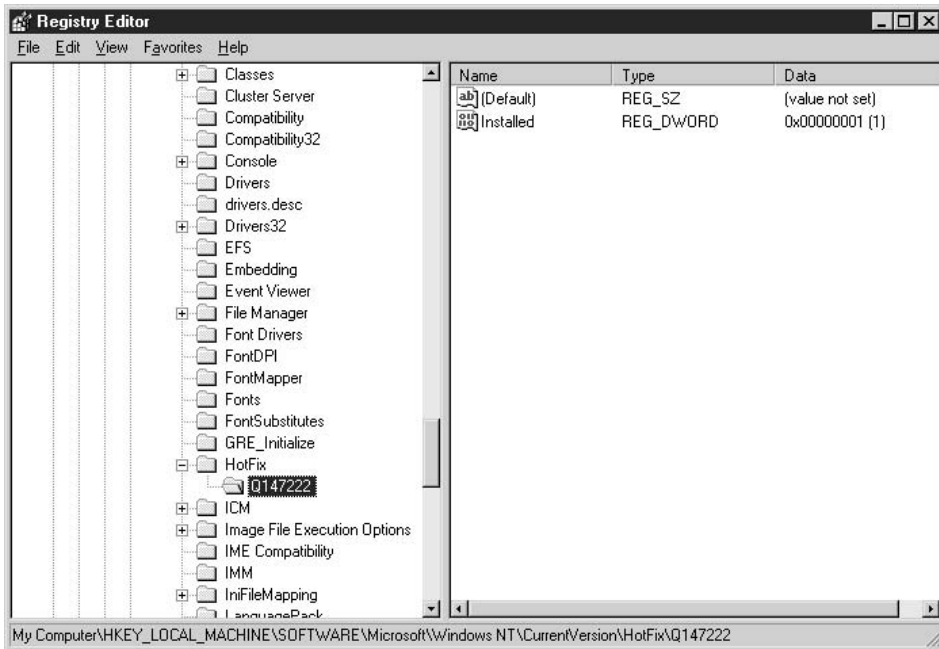 Registry Editor
File Edit View Favorites Help
Classes
Cluster Server
Compatibility
Compatibility32
Console
Drivers
drivers.desc
Drivers32
EFS
Embedding
Event Viewer
File Manager
Font Drivers
FontDPI
FontMapper
Fonts
FontSubstitutes
GRE_Initialize
HotFix
Q147222
ICM
Image File Execution Options
IME Compatibility
IMM
IniFileMapping
LanguagePack
Name Type Data
ab (Default) REG_SZ (value not set)
Installed REG_DWORD 0x00000001 (1)
My Computer\HKEY_LOCAL_MACHINE\SOFTWARE\Microsoft\Windows NT\CurrentVersion\HotFix\Q147222